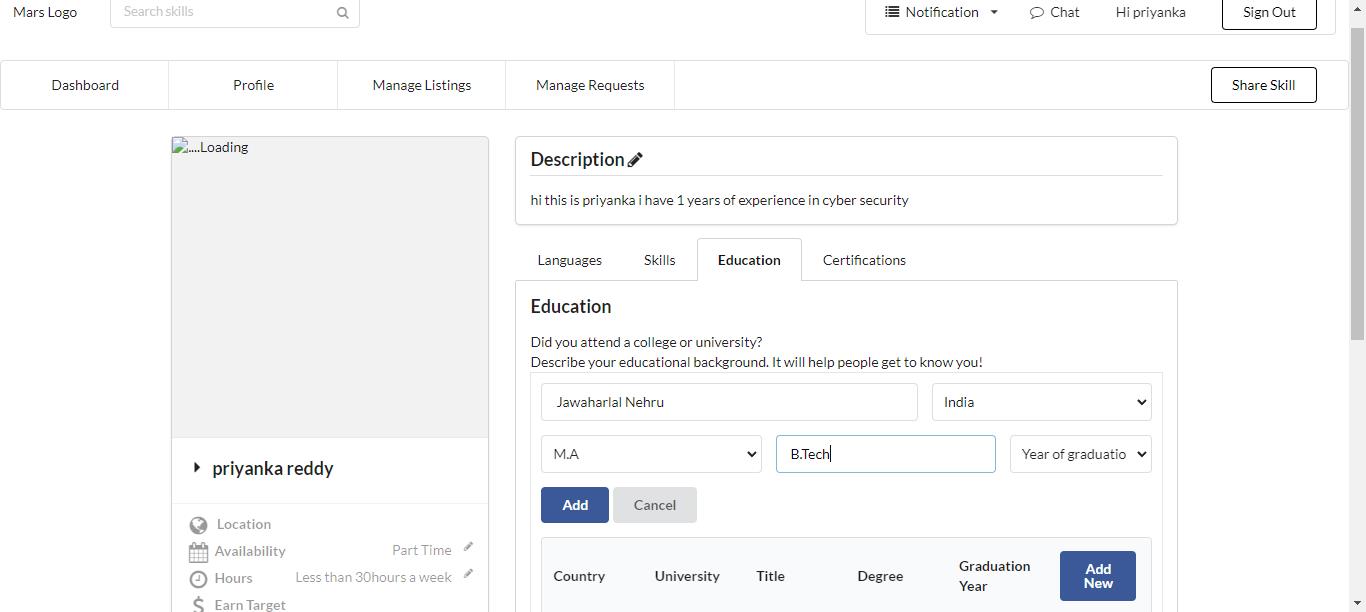 Mars Logo
Search skills
Notification
Chat
Hi priyanka
Sign Out
Dashboard
Profile
Manage Listings
Manage Requests
Share Skill
....Loading
priyanka reddy
Location
Availability
Part Time
Hours
Less than 30hours a week
Earn Target
Description
hi this is priyanka i have 1 years of experience in cyber security
Languages
Skills
Education
Certifications
Education
Did you attend a college or university?
Describe your educational background. It will help people get to know you!
Jawaharlal Nehru
India
M.A
B.Tech
Year of graduatio
Add
Cancel
Country
University
Title
Degree
Graduation
Year
Add
New